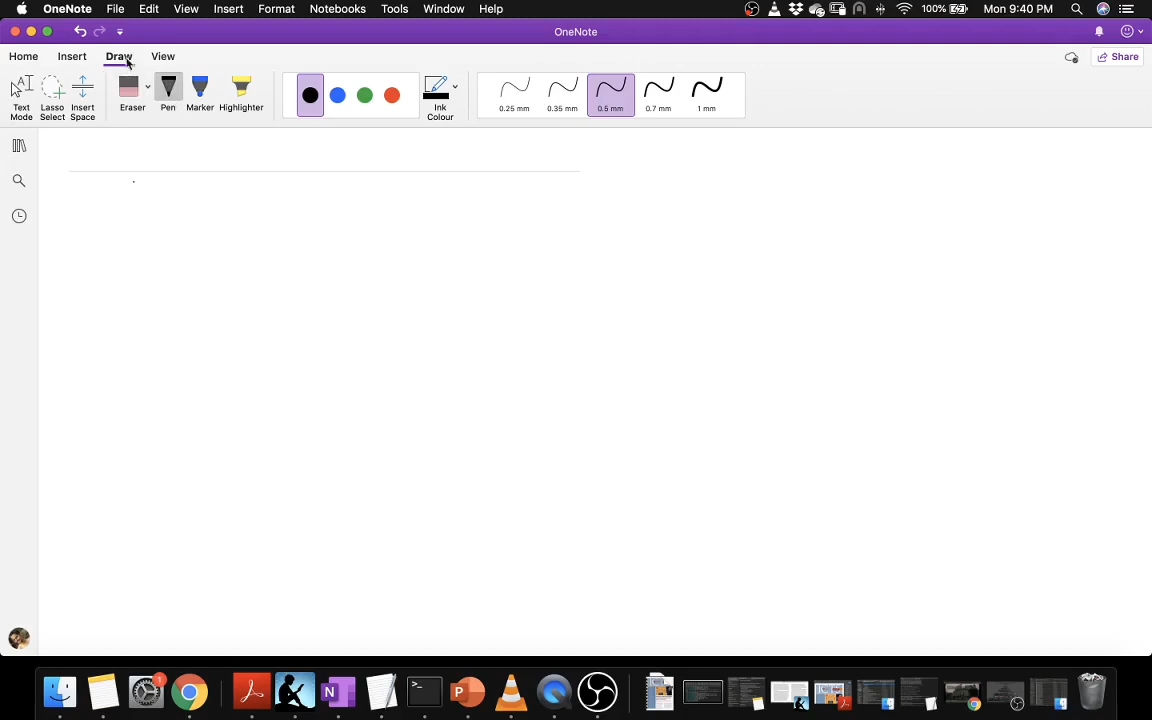 OneNote File Edit View Insert Format Notebooks Tools Window Help 100% Mon 9:40 PM
OneNote
Home Insert Draw View Share
Text Mode Lasso Select Insert Space Eraser Pen Marker Highlighter Ink Colour 0.25 mm 0.35 mm 0.5 mm 0.7 mm 1 mm
1